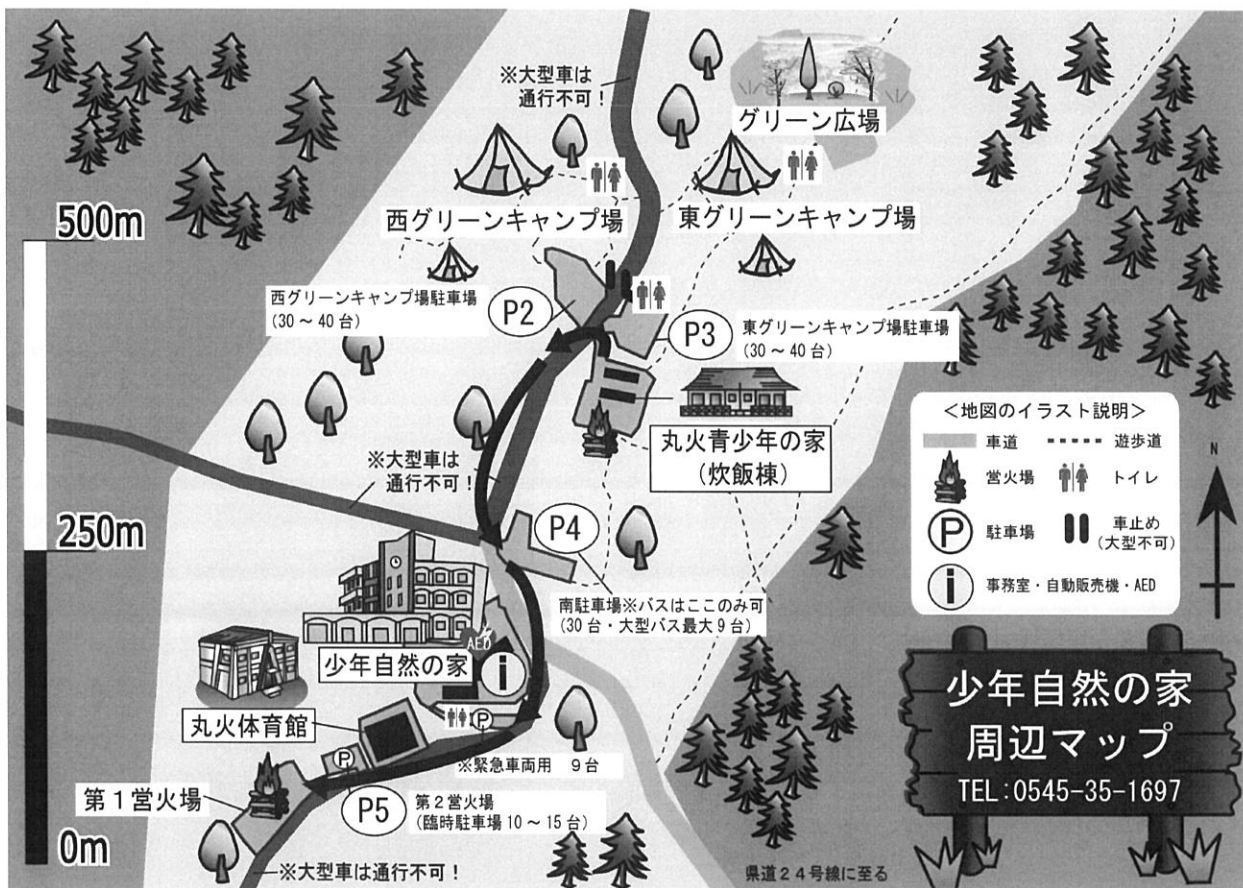 ※大型車は
通行不可！
グリーン広場
500m
西グリーンキャンプ場
東グリーンキャンプ場
西グリーンキャンプ場駐車場
(30～40台)
P2
P3
東グリーンキャンプ場駐車場
(30～40台)
丸火青少年の家
(炊飯棟)
※大型車は
通行不可！
＜地図のイラスト説明＞
車道
遊歩道
営火場
トイレ
P
駐車場
車止め
(大型不可)
i
事務室・自動販売機・AED
N
250m
P4
南駐車場※バスはここのみ可
(30台・大型バス最大9台)
AED
少年自然の家
i
丸火体育館
P
※緊急車両用 9台
P
第1営火場
P5
第2営火場
(臨時駐車場10～15台)
0m
※大型車は通行不可！
県道24号線に至る
少年自然の家
周辺マップ
TEL:0545-35-1697